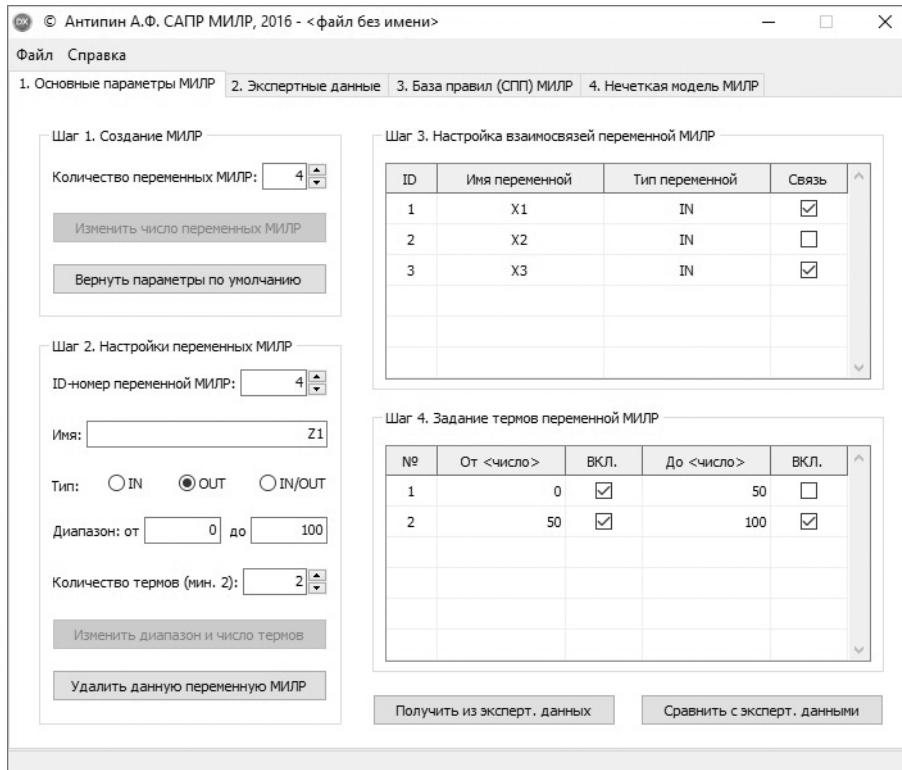 © Антипин А.Ф. САПР МИЛР, 2016 - <файл без имени>
Файл Справка
1. Основные параметры МИЛР 2. Экспертные данные 3. База правил (СПП) МИЛР 4. Нечеткая модель МИЛР
Шаг 1. Создание МИЛР
Количество переменных МИЛР: 4
Изменить число переменных МИЛР
Вернуть параметры по умолчанию
Шаг 2. Настройки переменных МИЛР
ID-номер переменной МИЛР: 4
Имя: Z1
Тип: IN OUT IN/OUT
Диапазон: от 0 до 100
Количество термов (мин. 2): 2
Изменить диапазон и число термов
Удалить данную переменную МИЛР
Шаг 3. Настройка взаимосвязей переменной МИЛР
ID Имя переменной Тип переменной Связь
1 X1 IN
2 X2 IN
3 X3 IN
Шаг 4. Задание термов переменной МИЛР
№ От <число> ВКЛ. До <число> ВКЛ.
1 0 50
2 50 100
Получить из эксперт. данных Сравнить с эксперт. данными